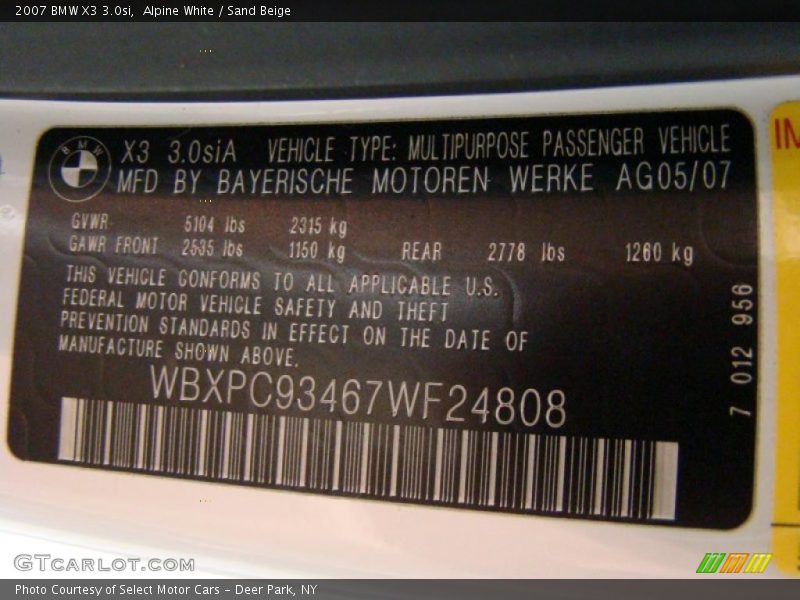 2007 BMW X3 3.0si, Alpine White / Sand Beige
BMW
X3 3.0siA VEHICLE TYPE: MULTIPURPOSE PASSENGER VEHICLE
MFD BY BAYERISCHE MOTOREN WERKE AG05/07
GVWR 5104 lbs 2315 kg
GAWR FRONT 2535 lbs 1150 kg REAR 2778 lbs 1260 kg
THIS VEHICLE CONFORMS TO ALL APPLICABLE U.S.
FEDERAL MOTOR VEHICLE SAFETY AND THEFT
PREVENTION STANDARDS IN EFFECT ON THE DATE OF
MANUFACTURE SHOWN ABOVE.
WBXPC93467WF24808
7 012 956
GTCARLOT.COM
Photo Courtesy of Select Motor Cars - Deer Park, NY